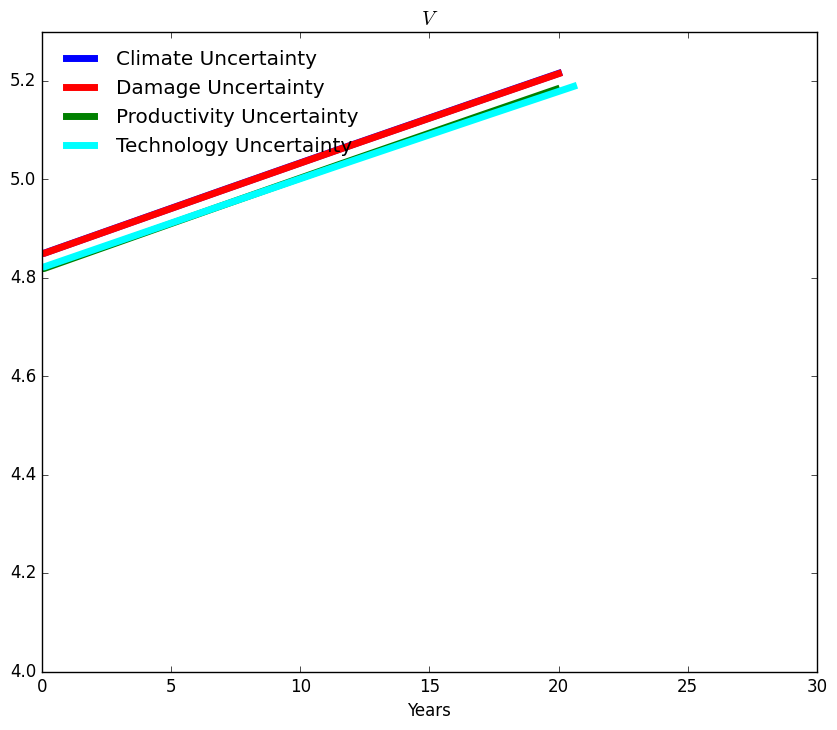 V
Climate Uncertainty
Damage Uncertainty
Productivity Uncertainty
Technology Uncertainty
5.2
5.0
4.8
4.6
4.4
4.2
4.0
0 5 10 15 20 25 30
Years